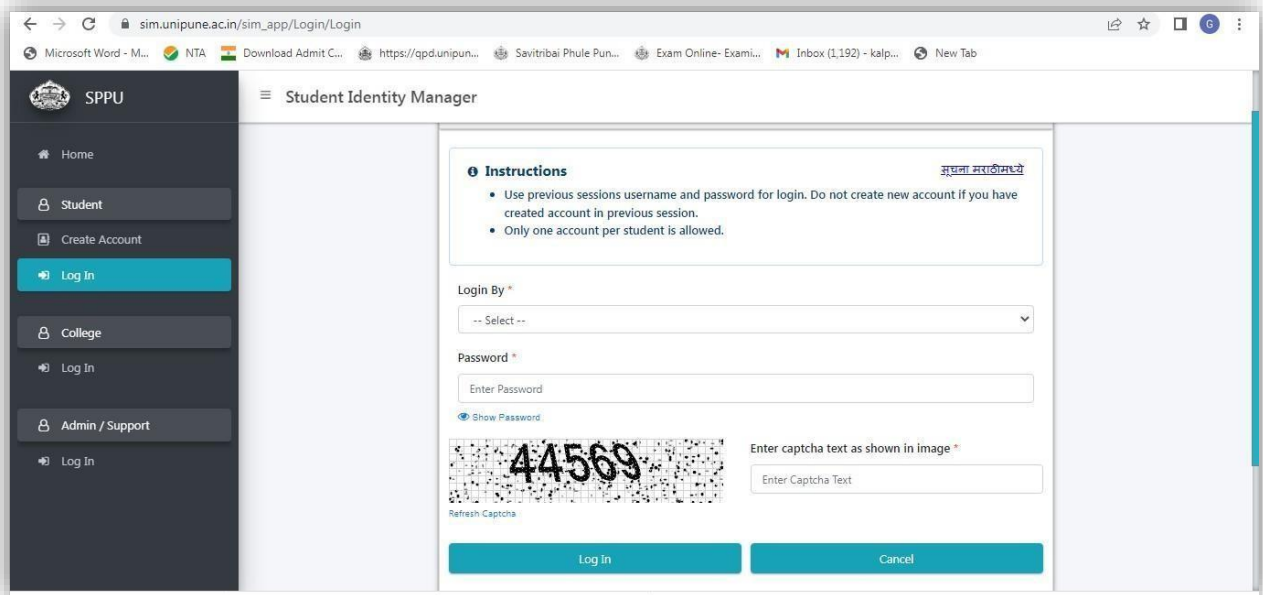 sim.unipune.ac.in/sim_app/Login/Login
G
Microsoft Word - M... NTA Download Admit C... https://qpd.unipun... Savitribai Phule Pun... Exam Online- Exami... Inbox (1,192) - kalp... New Tab
SPPU
Student Identity Manager
Home
Student
Create Account
Log In
College
Log In
Admin / Support
Log In
Instructions
सूचना मराठीमध्ये
Use previous sessions username and password for login. Do not create new account if you have
created account in previous session.
Only one account per student is allowed.
Login By *
-- Select --
Password *
Enter Password
Show Password
44569
Refresh Captcha
Enter captcha text as shown in image *
Enter Captcha Text
Log In
Cancel